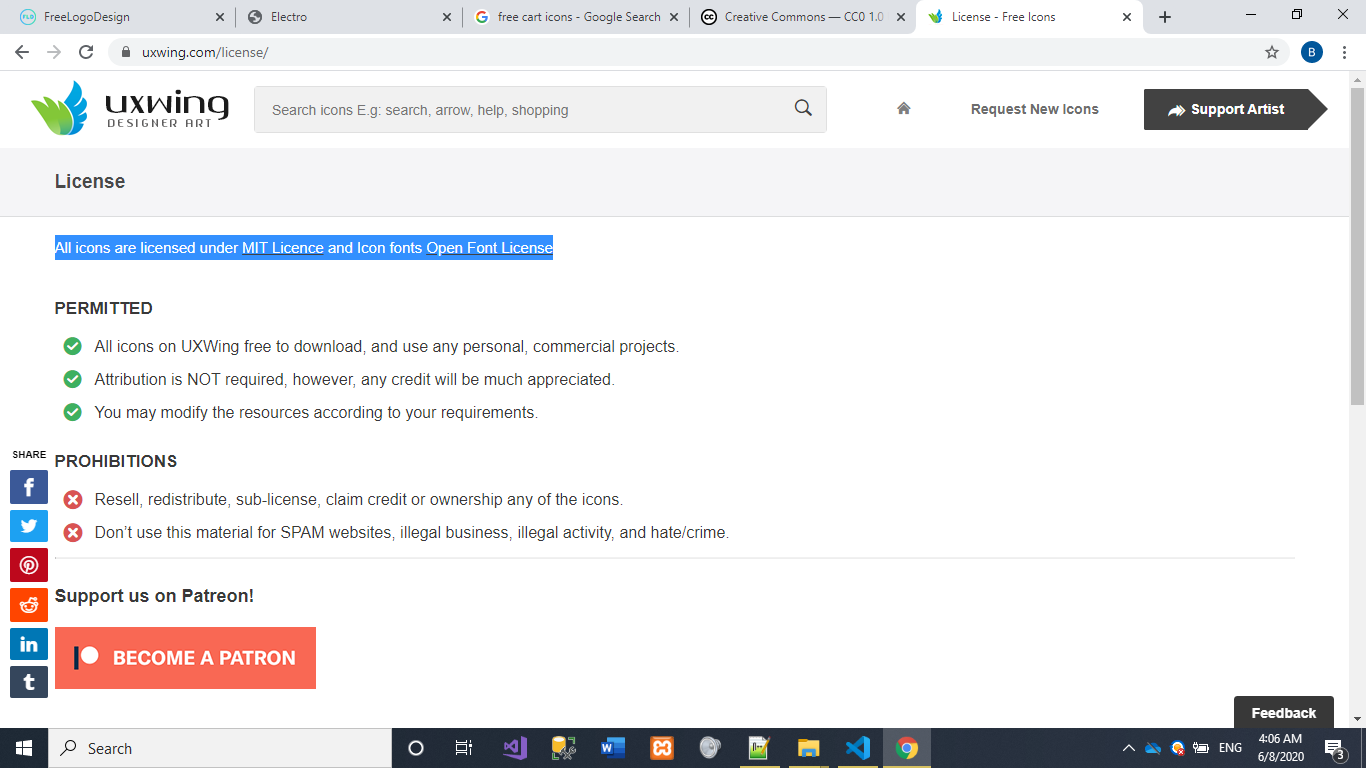 FreeLogoDesign
Electro
free cart icons - Google Search
Creative Commons — CC0 1.0
License - Free Icons
uxwing.com/license/
B
uxwing
DESIGNER ART
Search icons E.g: search, arrow, help, shopping
Request New Icons
Support Artist
License
All icons are licensed under MIT Licence and Icon fonts Open Font License
PERMITTED
All icons on UXWing free to download, and use any personal, commercial projects.
Attribution is NOT required, however, any credit will be much appreciated.
You may modify the resources according to your requirements.
SHARE
PROHIBITIONS
Resell, redistribute, sub-license, claim credit or ownership any of the icons.
Don’t use this material for SPAM websites, illegal business, illegal activity, and hate/crime.
Support us on Patreon!
BECOME A PATRON
Feedback
Search
ENG
4:06 AM
6/8/2020
3